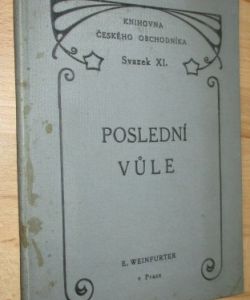 KNIHOVNA
ČESKÉHO OBCHODNÍKA
Svazek XI.
POSLEDNÍ
VŮLE
E. WEINFURTER
v Praze